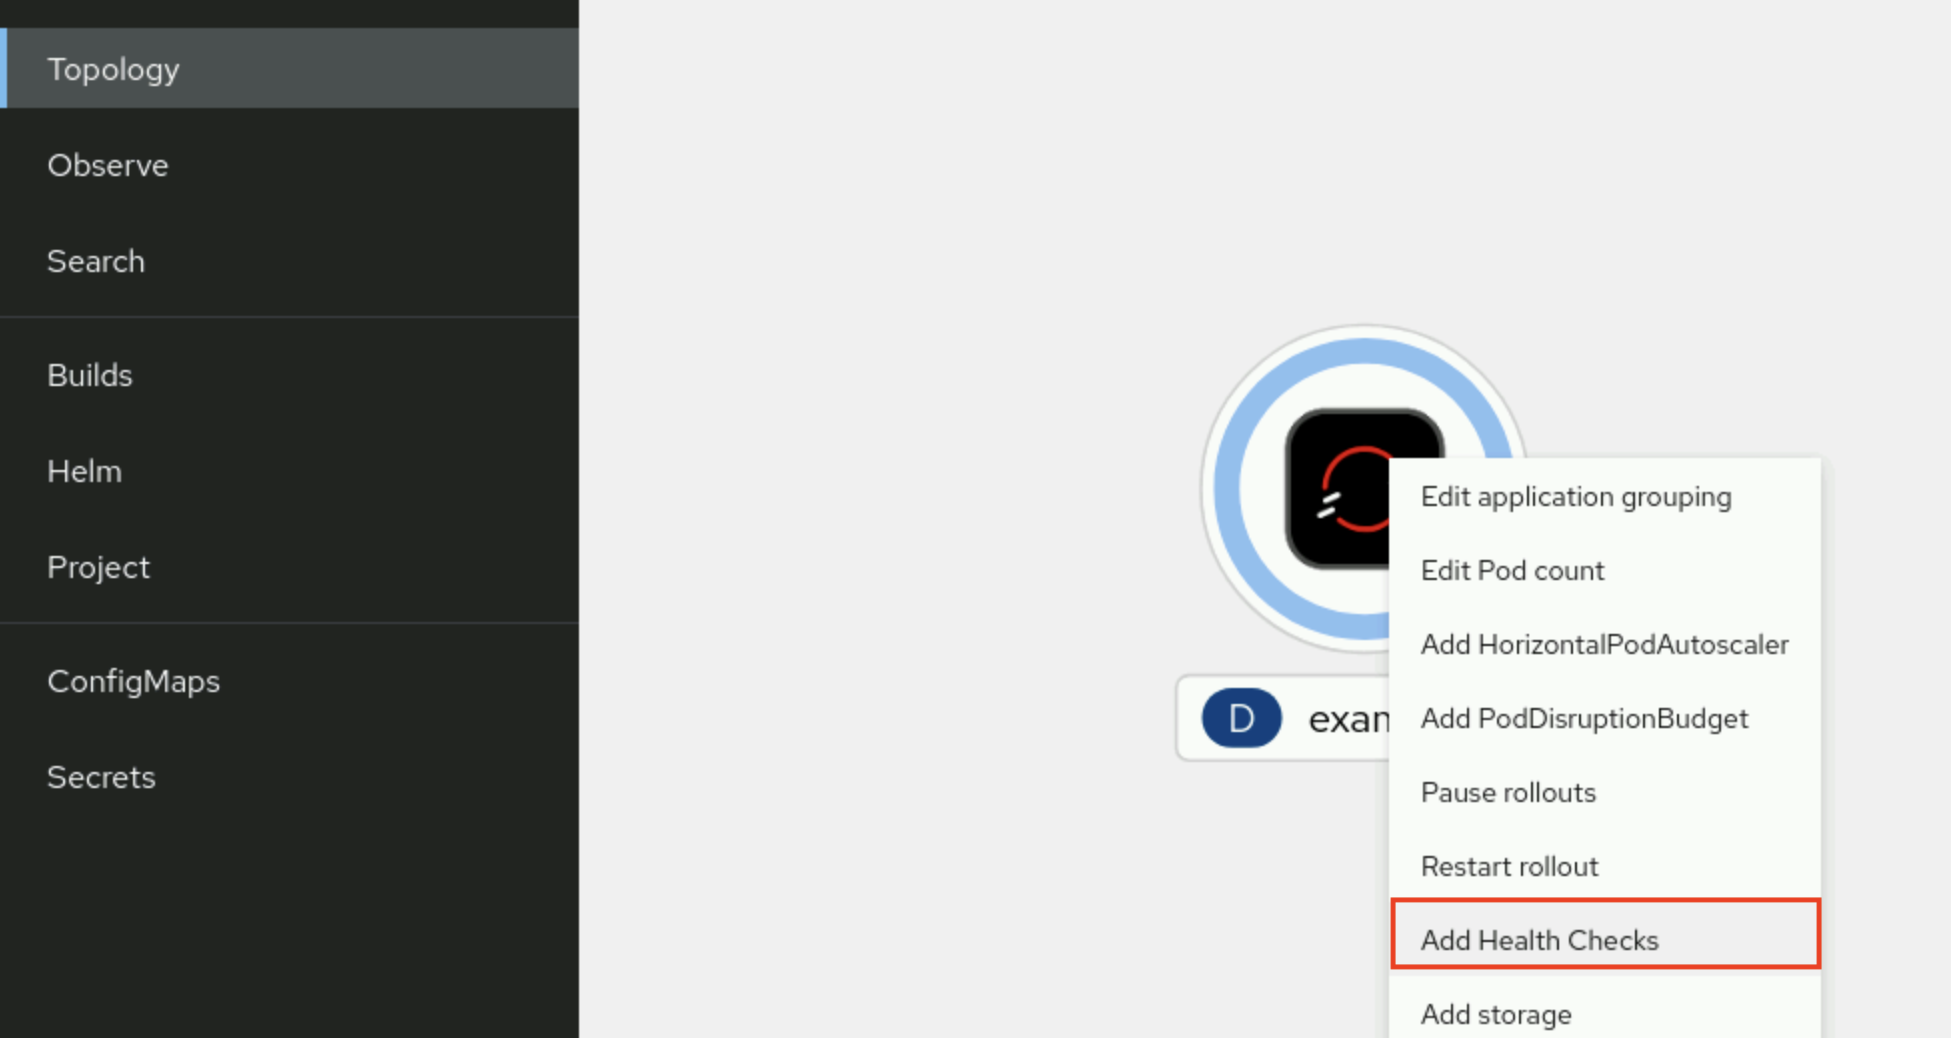 Topology
Observe
Search
Builds
Helm
Project
ConfigMaps
Secrets
D
Edit application grouping
Edit Pod count
Add HorizontalPodAutoscaler
Add PodDisruptionBudget
Pause rollouts
Restart rollout
Add Health Checks
Add storage